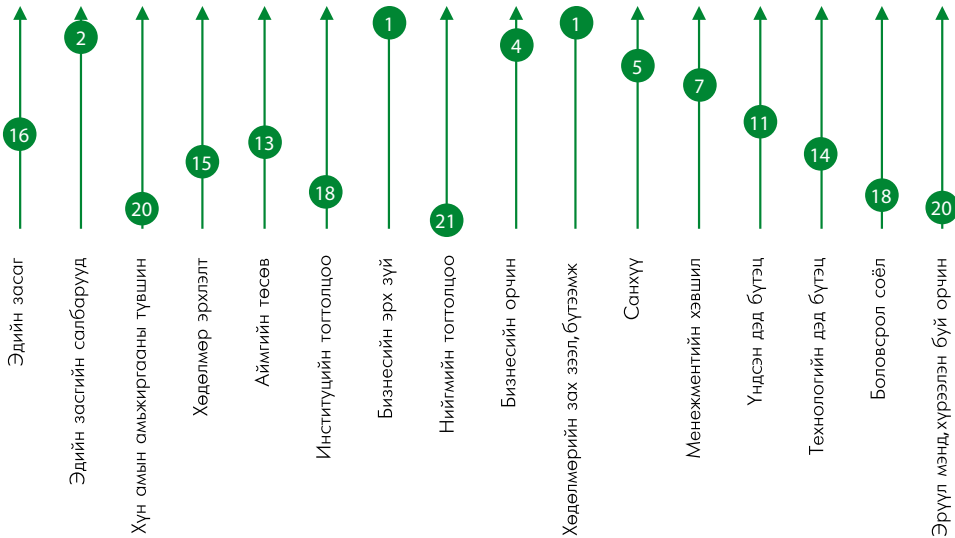 16
2
20
15
13
18
1
21
4
1
5
7
11
14
18
20
Эдийн засаг
Эдийн засгийн салбарууд
Хүн амын амьжиргааны түвшин
Хөдөлмөр эрхлэлт
Аймгийн төсөв
Институцийн тогтолцоо
Бизнесийн эрх зүй
Нийгмийн тогтолцоо
Бизнесийн орчин
Хөдөлмөрийн зах зээл, бүтээмж
Санхүү
Менежментийн хэвшил
Үндсэн дэд бүтэц
Технологийн дэд бүтэц
Боловсрол соёл
Эрүүл мэнд, хүрээлэн буй орчин